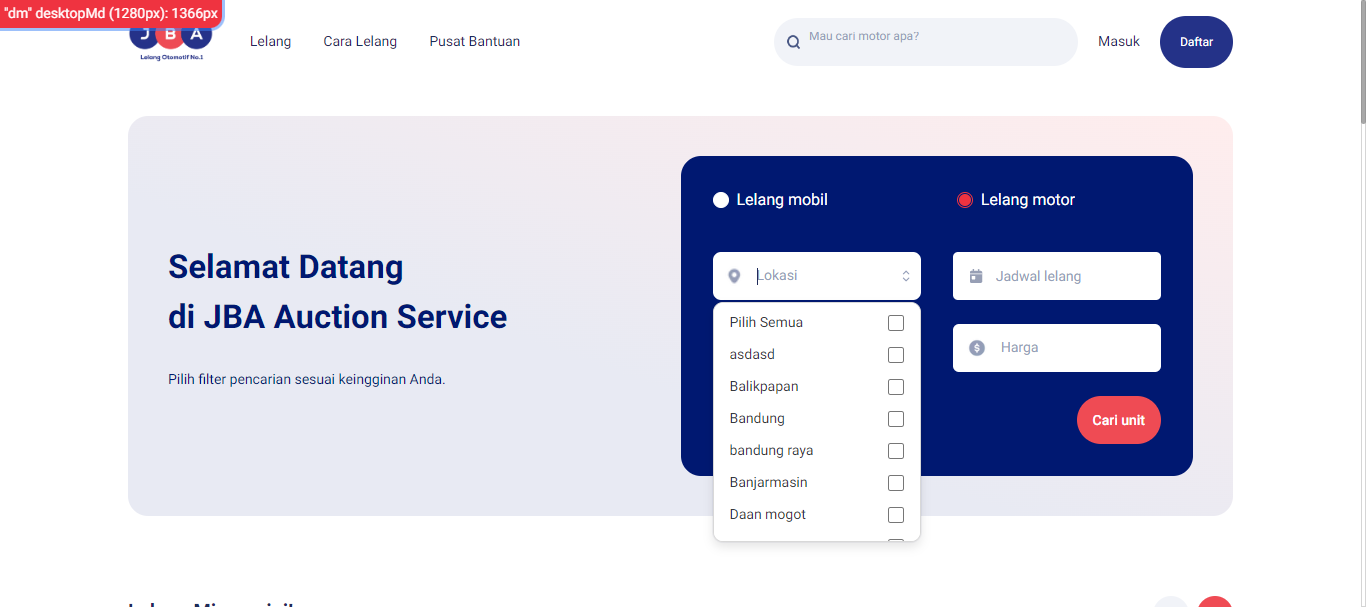 "dm" desktopMd (1280px): 1366px
J B A
Lelang Otomotif No.1
Lelang
Cara Lelang
Pusat Bantuan
Mau cari motor apa?
Masuk
Daftar
Selamat Datang
di JBA Auction Service
Pilih filter pencarian sesuai keingginan Anda.
Lelang mobil
Lelang motor
Lokasi
Jadwal lelang
Pilih Semua
asdasd
Balikpapan
Bandung
bandung raya
Banjarmasin
Daan mogot
Harga
Cari unit